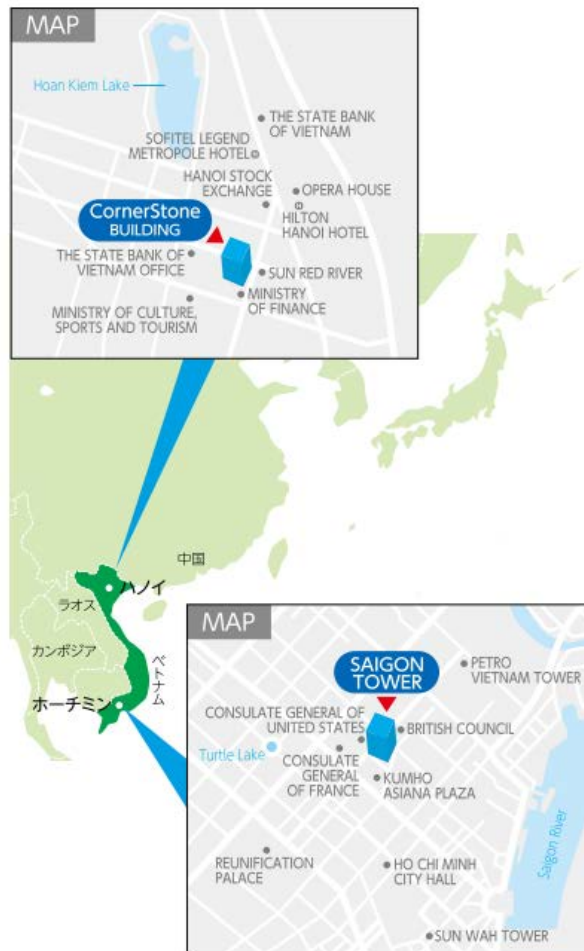 MAP
Hoan Kiem Lake
THE STATE BANK
OF VIETNAM
SOFITEL LEGEND
METROPOLE HOTEL
HANOI STOCK
EXCHANGE
OPERA HOUSE
HILTON
HANOI HOTEL
CornerStone
BUILDING
THE STATE BANK OF
VIETNAM OFFICE
SUN RED RIVER
MINISTRY
OF FINANCE
MINISTRY OF CULTURE,
SPORTS AND TOURISM
中国
ハノイ
ラオス
カンボジア
ベトナム
ホーチミン
MAP
SAIGON
TOWER
PETRO
VIETNAM TOWER
CONSULATE GENERAL OF
UNITED STATES
BRITISH COUNCIL
Turtle Lake
CONSULATE
GENERAL
OF FRANCE
KUMHO
ASIANA PLAZA
Saigon River
REUNIFICATION
PALACE
HO CHI MINH
CITY HALL
SUN WAH TOWER